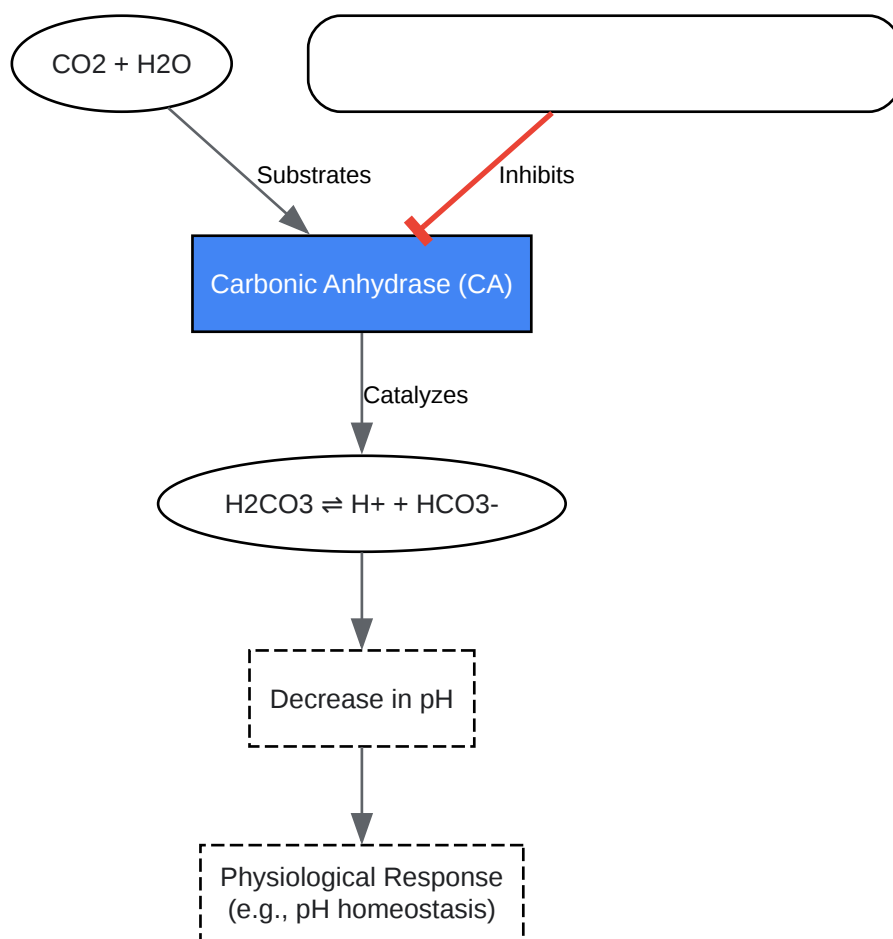 CO2 + H2O
Substrates
Inhibits
Carbonic Anhydrase (CA)
Catalyzes
H2CO3 ⇌ H+ + HCO3-
Decrease in pH
Physiological Response
(e.g., pH homeostasis)